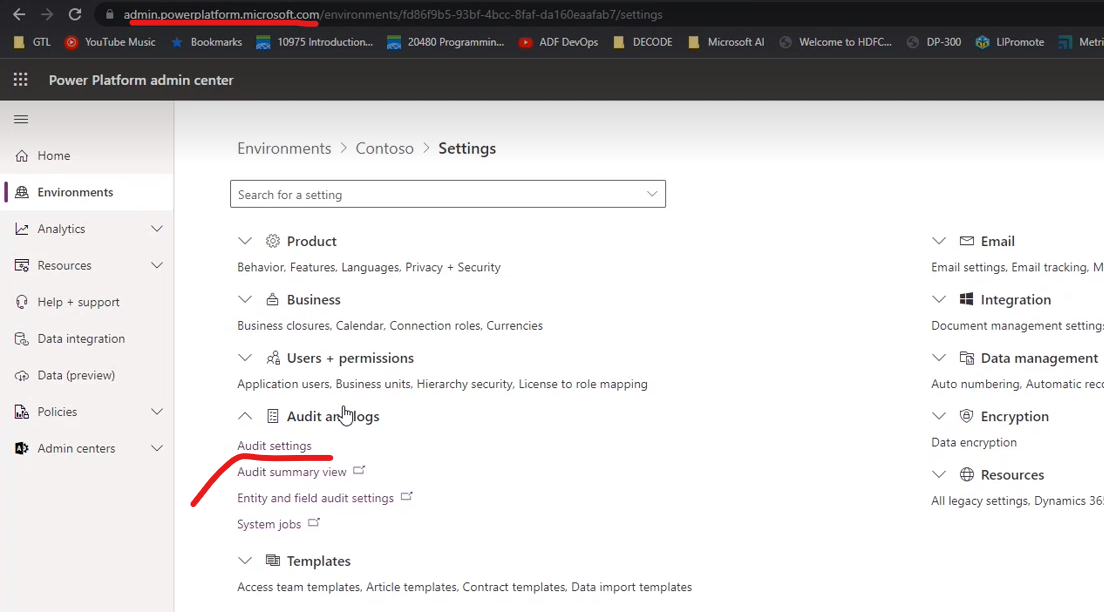 admin.powerplatform.microsoft.com/environments/fd86f9b5-93bf-4bcc-8faf-da160eaafab7/settings
GTL YouTube Music Bookmarks 10975 Introduction... 20480 Programmin... ADF DevOps DECODE Microsoft AI Welcome to HDFC... DP-300 LIPromote Metri
Power Platform admin center
Home
Environments
Analytics
Resources
Help + support
Data integration
Data (preview)
Policies
Admin centers
Environments > Contoso > Settings
Search for a setting
Product
Behavior, Features, Languages, Privacy + Security
Business
Business closures, Calendar, Connection roles, Currencies
Users + permissions
Application users, Business units, Hierarchy security, License to role mapping
Audit and logs
Audit settings
Audit summary view
Entity and field audit settings
System jobs
Templates
Access team templates, Article templates, Contract templates, Data import templates
Email
Email settings, Email tracking, M
Integration
Document management settings
Data management
Auto numbering, Automatic reco
Encryption
Data encryption
Resources
All legacy settings, Dynamics 365